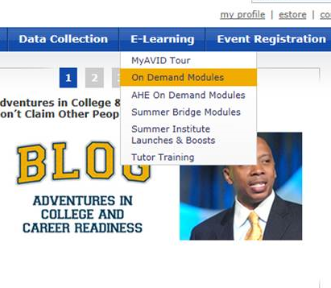 my profile | estore | co
Data Collection E-Learning Event Registration
MyAVID Tour
1 2
On Demand Modules
AHE On Demand Modules
dventures in College &
on't Claim Other Peop
Summer Bridge Modules
Summer Institute
Launches & Boosts
Tutor Training
BLOG
ADVENTURES IN
COLLEGE AND
CAREER READINESS